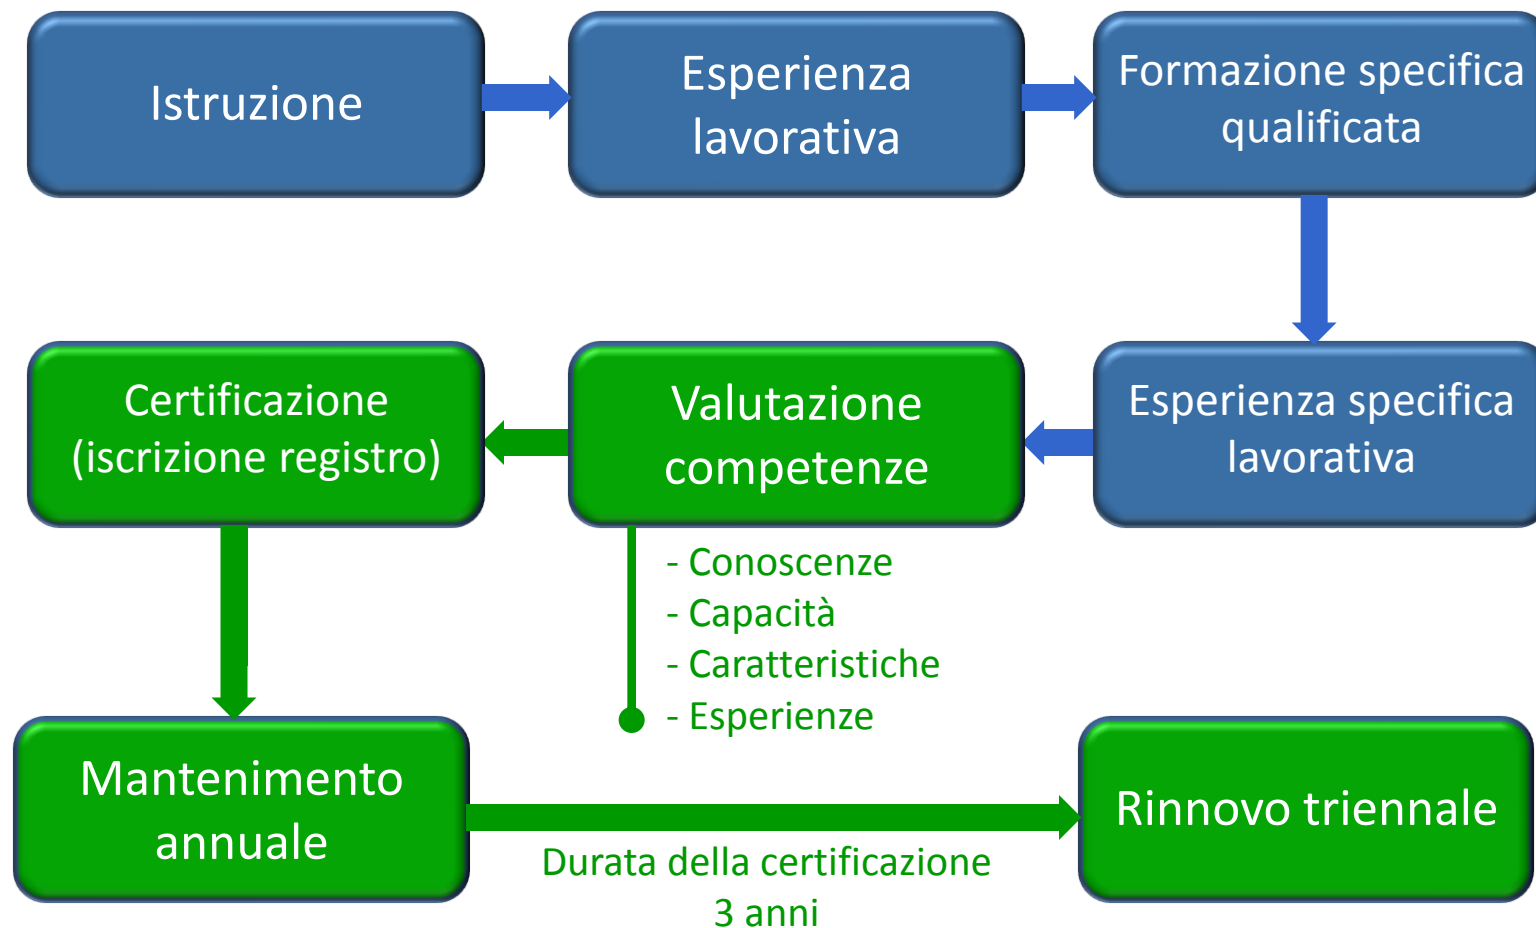 Istruzione
Esperienza
lavorativa
Formazione specifica
qualificata
Certificazione
(iscrizione registro)
Valutazione
competenze
Esperienza specifica
lavorativa
- Conoscenze
- Capacità
- Caratteristiche
- Esperienze
Mantenimento
annuale
Durata della certificazione
3 anni
Rinnovo triennale